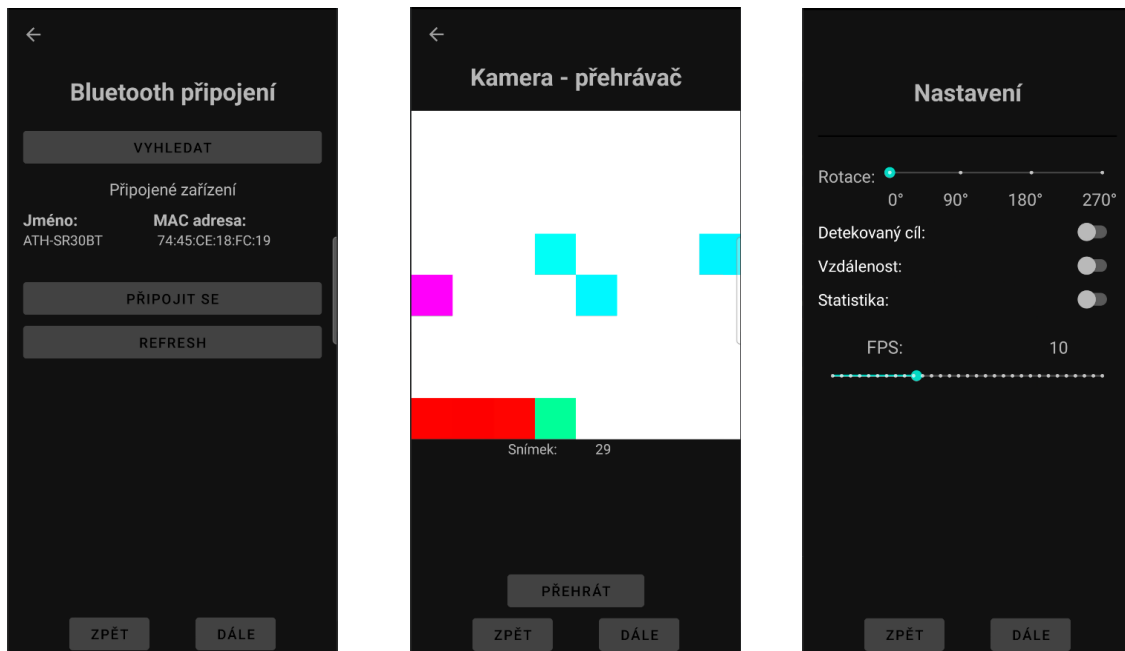 Bluetooth připojení
VYHLEDAT
Připojené zařízení
Jméno: MAC adresa:
ATH-SR30BT 74:45:CE:18:FC:19
PŘIPOJIT SE
REFRESH
ZPĚT DÁLE
Kamera - přehrávač
Snímek: 29
PŘEHRÁT
ZPĚT DÁLE
Nastavení
Rotace:
0° 90° 180° 270°
Detekovaný cíl:
Vzdálenost:
Statistika:
FPS: 10
ZPĚT DÁLE